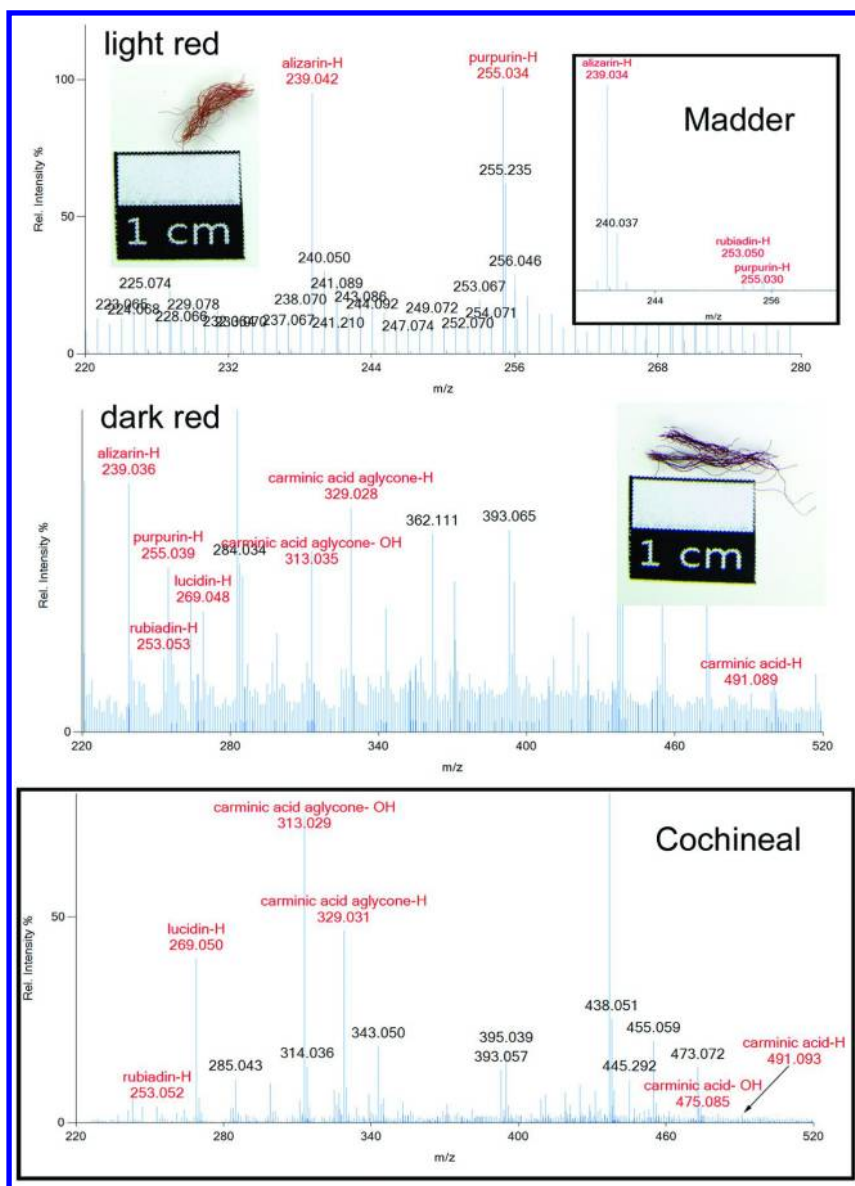 light red
100
alizarin-H
239.042
purpurin-H
255.034
alizarin-H
239.034
Madder
255.235
Rel. Intensity %
50
1 cm
240.050
256.046
240.037
rubiadin-H
253.050
purpurin-H
255.030
225.074
241.089
253.067
238.070
243.086
223.065
229.078
244.092
249.072
254.071
224.068
228.066
237.067
241.210
247.074
252.070
244
256
m/z
0
220
232
244
256
268
280
m/z
dark red
alizarin-H
239.036
carminic acid aglycone-H
329.028
362.111
393.065
purpurin-H
255.039
284.034
carminic acid aglycone- OH
313.035
1 cm
lucidin-H
269.048
rubiadin-H
253.053
carminic acid-H
491.089
Rel. Intensity %
0
220
280
340
400
460
520
m/z
carminic acid aglycone- OH
313.029
Cochineal
50
carminic acid aglycone-H
329.031
lucidin-H
269.050
Rel. Intensity %
438.051
343.050
395.039
455.059
carminic acid-H
491.093
285.043
314.036
393.057
473.072
445.292
rubiadin-H
253.052
carminic acid- OH
475.085
0
220
280
340
400
460
520
m/z